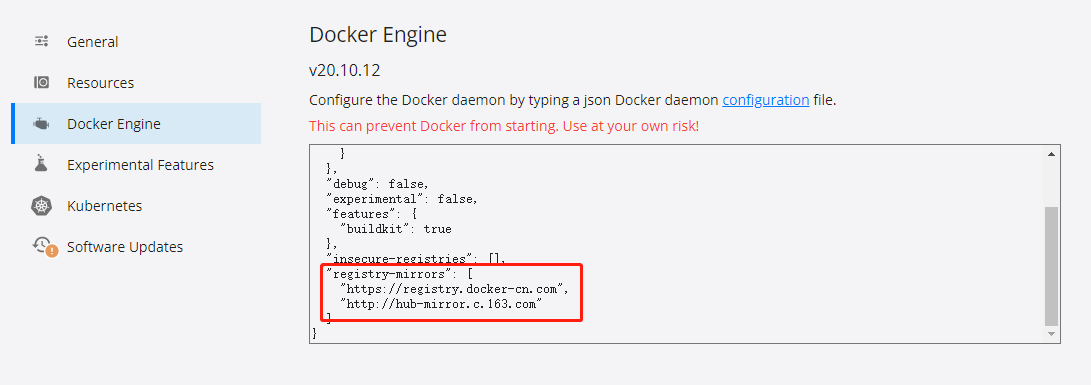 General
Resources
Docker Engine
Experimental Features
Kubernetes
Software Updates
Docker Engine
v20.10.12
Configure the Docker daemon by typing a json Docker daemon configuration file.
This can prevent Docker from starting. Use at your own risk!
    }
  },
  "debug": false,
  "experimental": false,
  "features": {
    "buildkit": true
  },
  "insecure-registries": [],
  "registry-mirrors": [
    "https://registry.docker-cn.com",
    "http://hub-mirror.c.163.com"
  ]
}